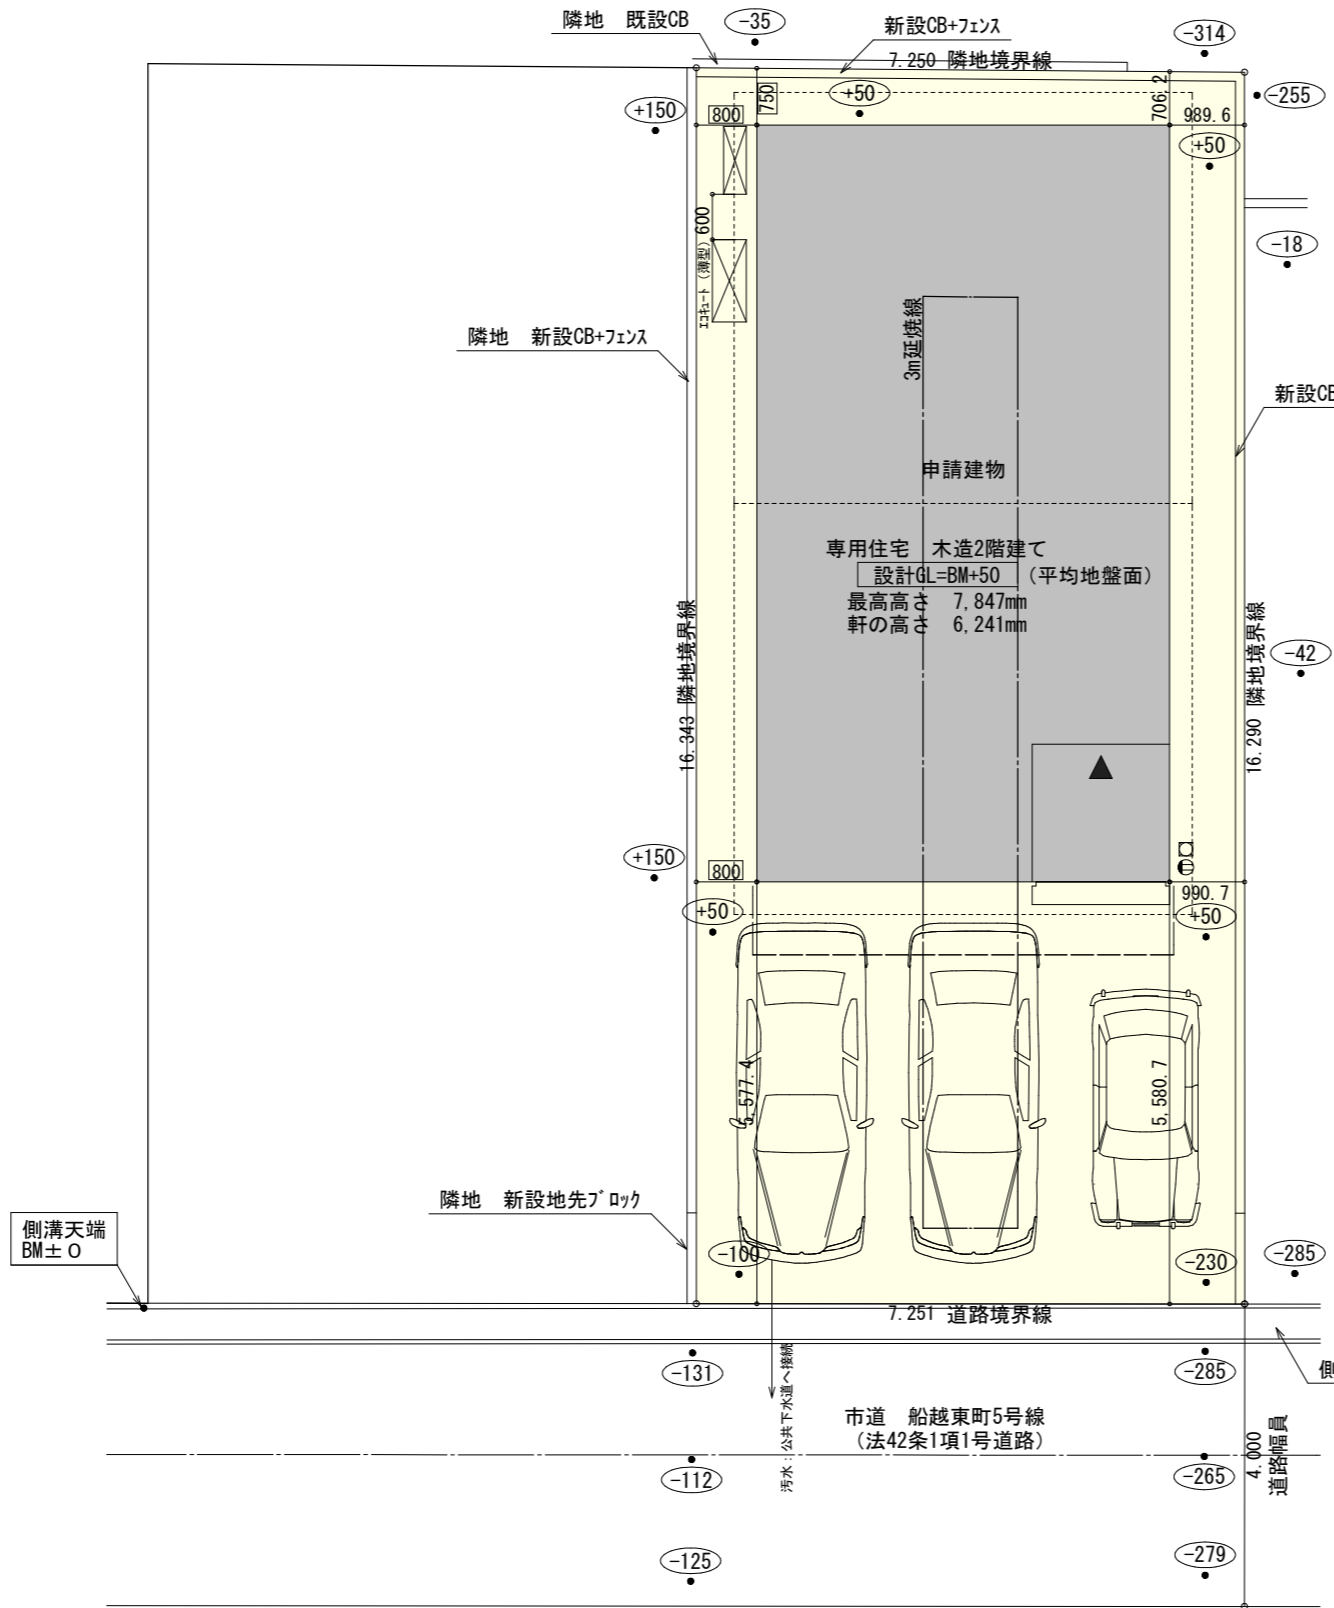 隣地　既設CB
-35
新設CB+フェンス
-314
7.250 隣地境界線
-255
+150
800
750
+50
706.2
989.6
+50
-18
600
エコキュート（薄型）
隣地　新設CB+フェンス
3m延焼線
新設CB
申請建物
専用住宅　木造2階建て
設計GL=BM+50　（平均地盤面）
最高高さ　7,847mm
軒の高さ　6,241mm
16.343 隣地境界線
16.290 隣地境界線
-42
+150
800
990.7
+50
+50
5,577.4
5,580.7
隣地　新設地先ブロック
側溝天端
BM±0
-100
-230
-285
7.251 道路境界線
-131
-285
側
汚水：公共下水道へ接続
市道　船越東町5号線
（法42条1項1号道路）
-112
-265
4.000
道路幅員
-125
-279